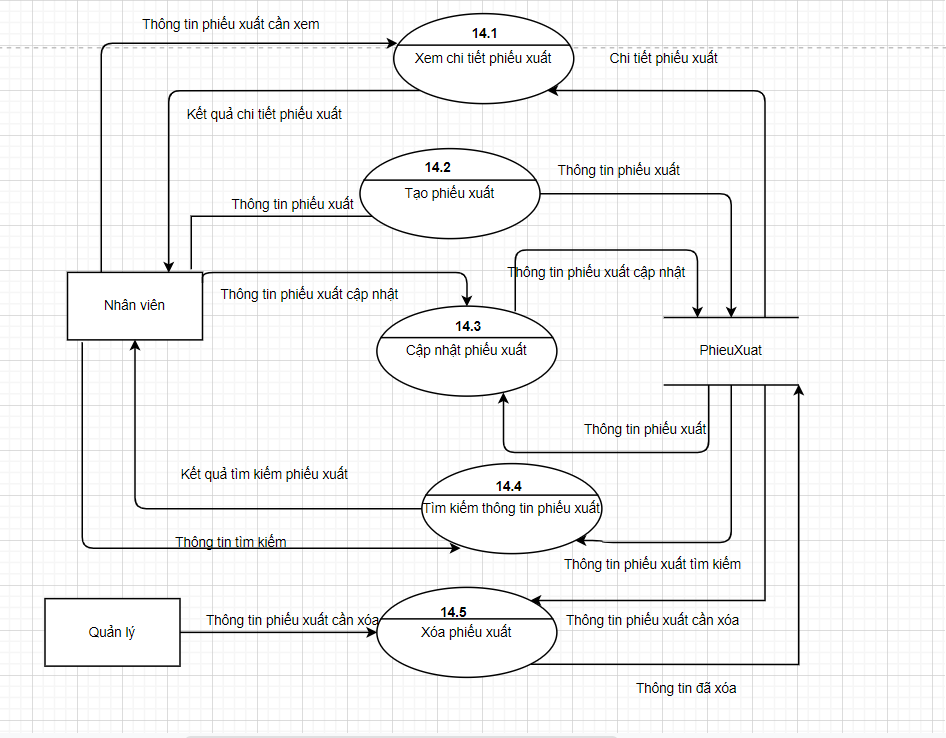 Thông tin phiếu xuất cần xem
14.1
Xem chi tiết phiếu xuất
Chi tiết phiếu xuất
Kết quả chi tiết phiếu xuất
14.2
Tạo phiếu xuất
Thông tin phiếu xuất
Thông tin phiếu xuất
Thông tin phiếu xuất cập nhật
Nhân viên
Thông tin phiếu xuất cập nhật
14.3
Cập nhật phiếu xuất
PhieuXuat
Thông tin phiếu xuất
Kết quả tìm kiếm phiếu xuất
14.4
Tìm kiếm thông tin phiếu xuất
Thông tin tìm kiếm
Thông tin phiếu xuất tìm kiếm
Quản lý
Thông tin phiếu xuất cần xóa
14.5
Xóa phiếu xuất
Thông tin phiếu xuất cần xóa
Thông tin đã xóa